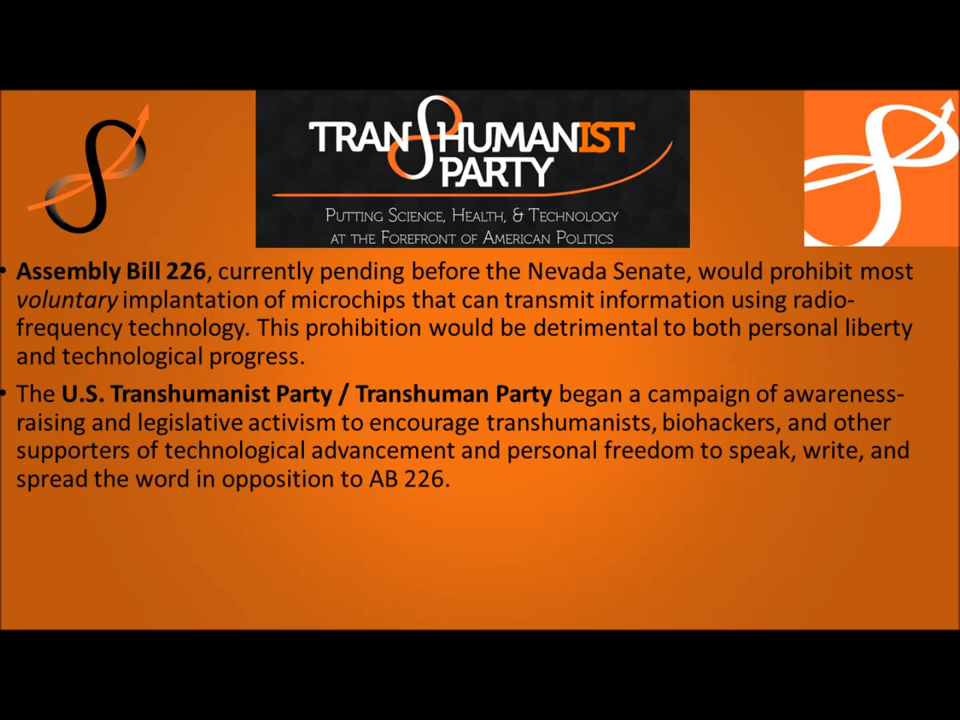 TRANSHUMANIST
PARTY
PUTTING SCIENCE, HEALTH, & TECHNOLOGY
AT THE FOREFRONT OF AMERICAN POLITICS
• Assembly Bill 226, currently pending before the Nevada Senate, would prohibit most
voluntary implantation of microchips that can transmit information using radio-
frequency technology. This prohibition would be detrimental to both personal liberty
and technological progress.
• The U.S. Transhumanist Party / Transhuman Party began a campaign of awareness-
raising and legislative activism to encourage transhumanists, biohackers, and other
supporters of technological advancement and personal freedom to speak, write, and
spread the word in opposition to AB 226.